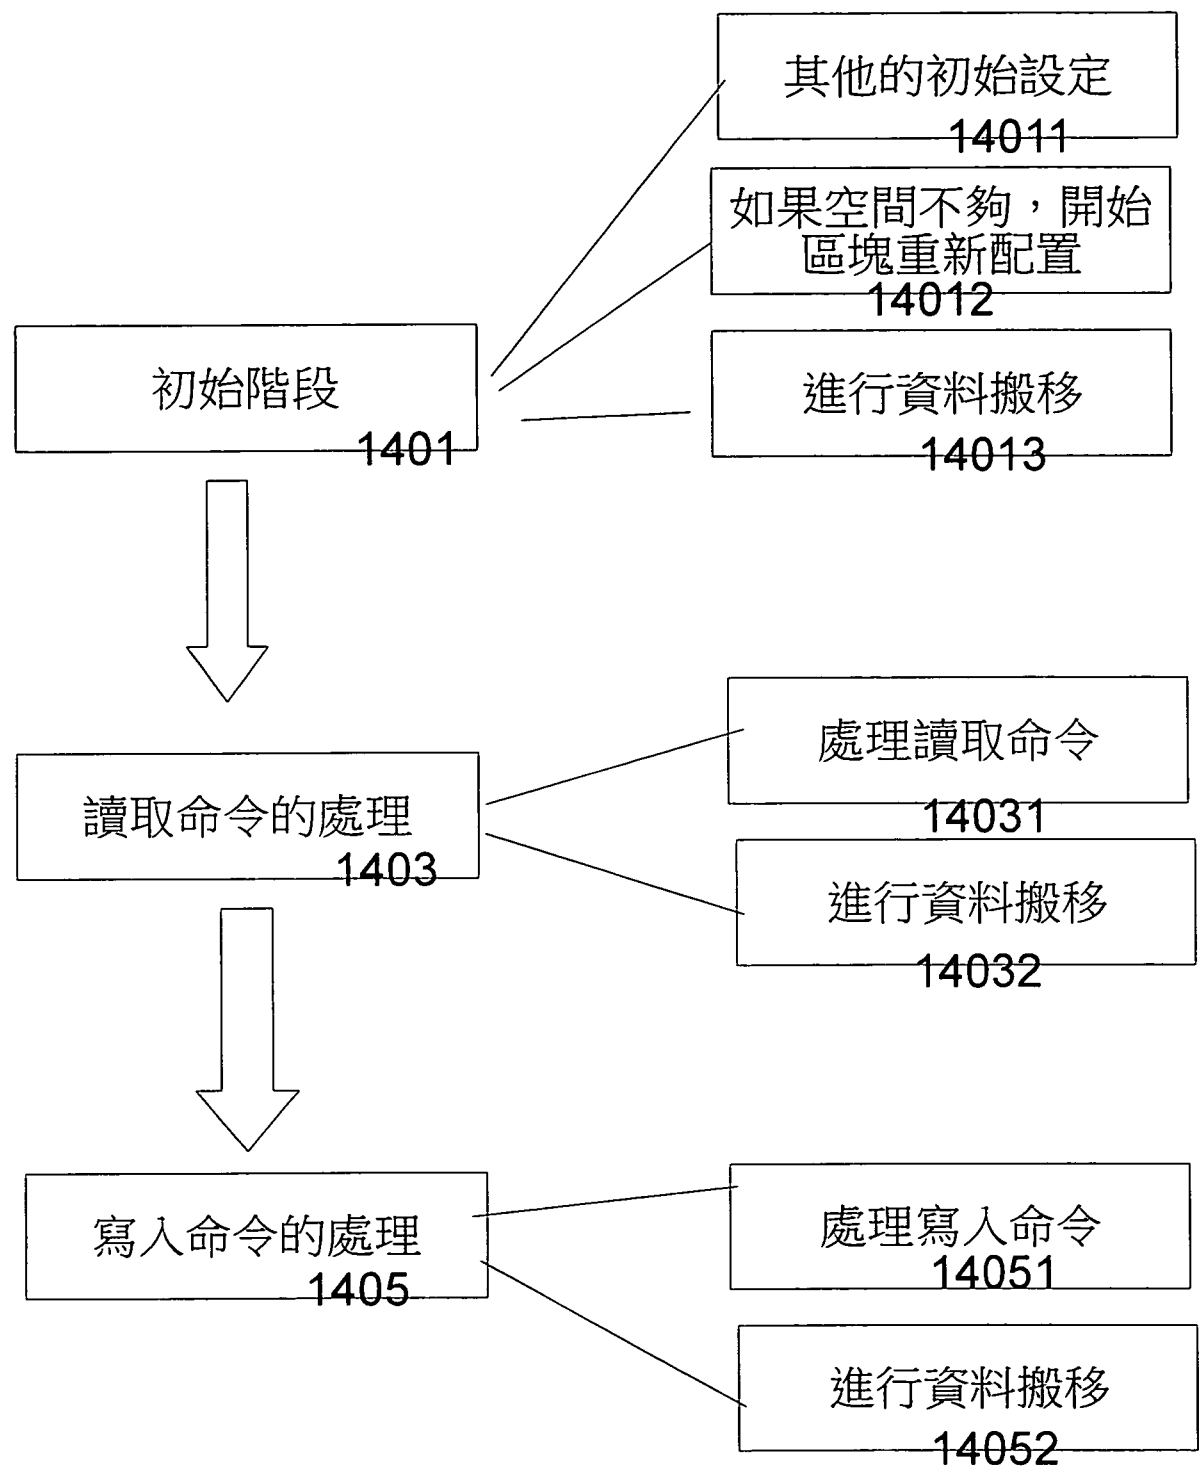 其他的初始設定
14011
如果空間不夠，開始
區塊重新配置
14012
初始階段
1401
進行資料搬移
14013
處理讀取命令
14031
讀取命令的處理
1403
進行資料搬移
14032
處理寫入命令
14051
寫入命令的處理
1405
進行資料搬移
14052